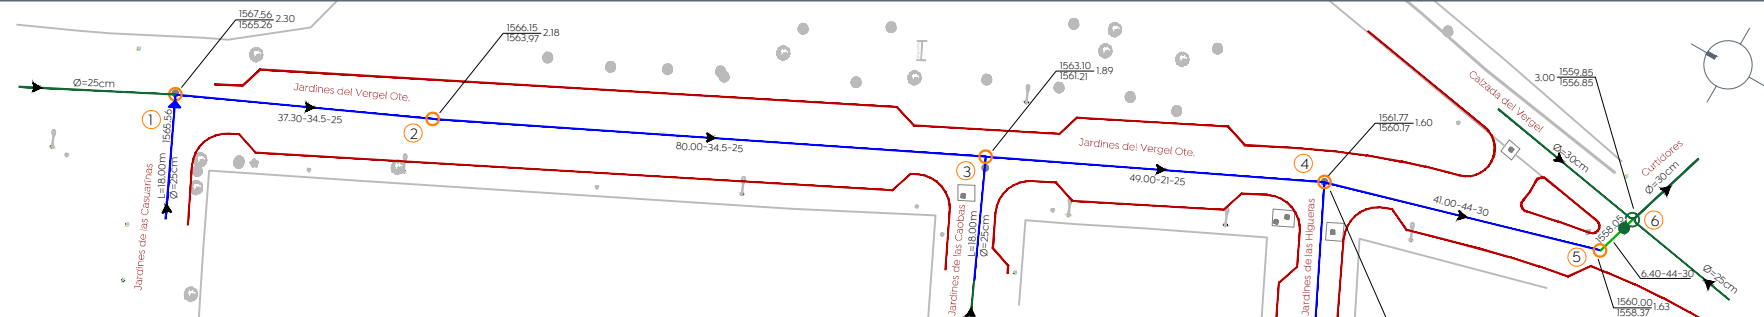 1567.56
1565.26
2.30
Ø=25cm
1
1565.56
L=18.00m
Ø=25cm
Jardines de las Casuarinas
Jardines del Vergel Ote.
37.30-34.5-25
2
1566.15
1563.97
2.18
80.00-34.5-25
3
1563.10
1561.21
1.89
L=18.00m
Ø=25cm
Jardines de las Caobas
Jardines del Vergel Ote.
49.00-21-25
4
1561.77
1560.17
1.60
Jardines de las Higueras
41.00-44-30
5
1560.00
1558.37
1.63
6.40-44-30
1558.05
6
3.00
1559.85
1556.85
Calzada del Vergel
Ø=30cm
Curtidores
Ø=30cm
Ø=25cm